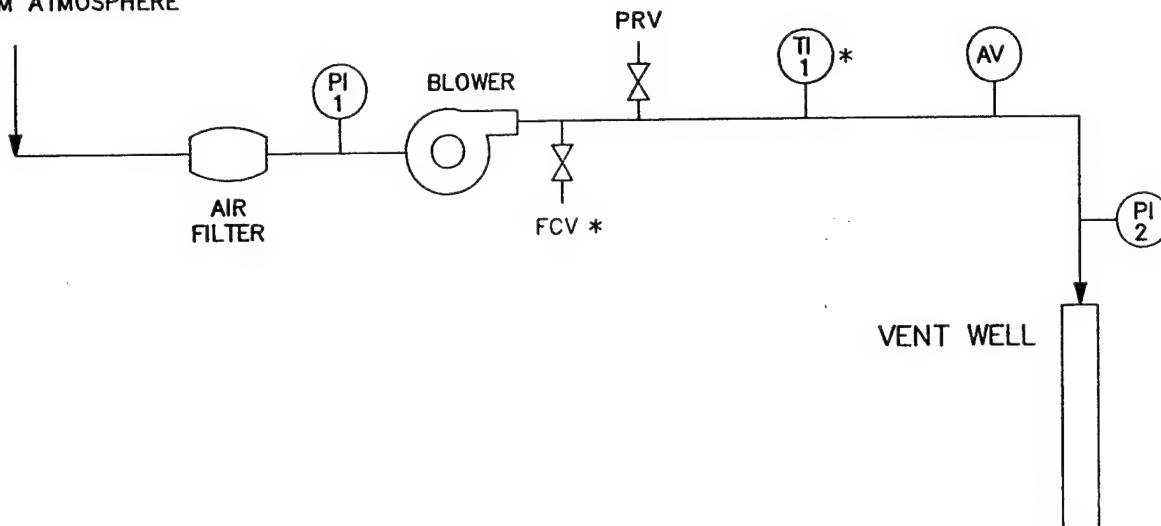 M ATMOSPHERE
PRV
PI
1
BLOWER
TI
1 *
AV
AIR
FILTER
FCV *
PI
2
VENT WELL